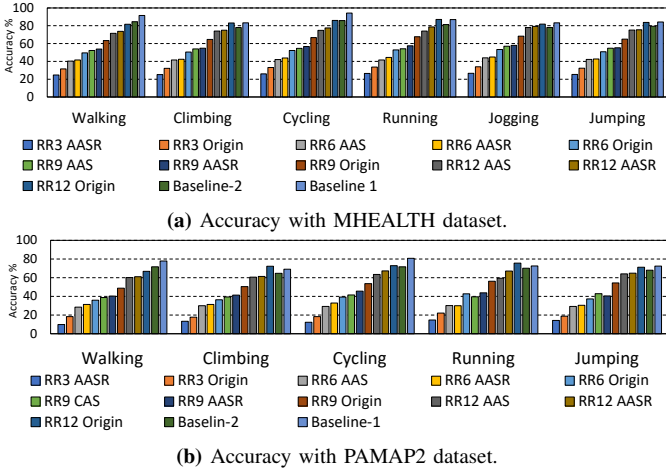 Accuracy %
100
80
60
40
20
0
Walking Climbing Cycling Running Jogging Jumping
RR3 AASR RR3 Origin RR6 AAS RR6 AASR RR6 Origin
RR9 AAS RR9 AASR RR9 Origin RR12 AAS RR12 AASR
RR12 Origin Baseline-2 Baseline 1
(a) Accuracy with MHEALTH dataset.
Accuracy %
100
80
60
40
20
0
Walking Climbing Cycling Running Jumping
RR3 AASR RR3 Origin RR6 AAS RR6 AASR RR6 Origin
RR9 CAS RR9 AASR RR9 Origin RR12 AAS RR12 AASR
RR12 Origin Baselin-2 Baseline-1
(b) Accuracy with PAMAP2 dataset.